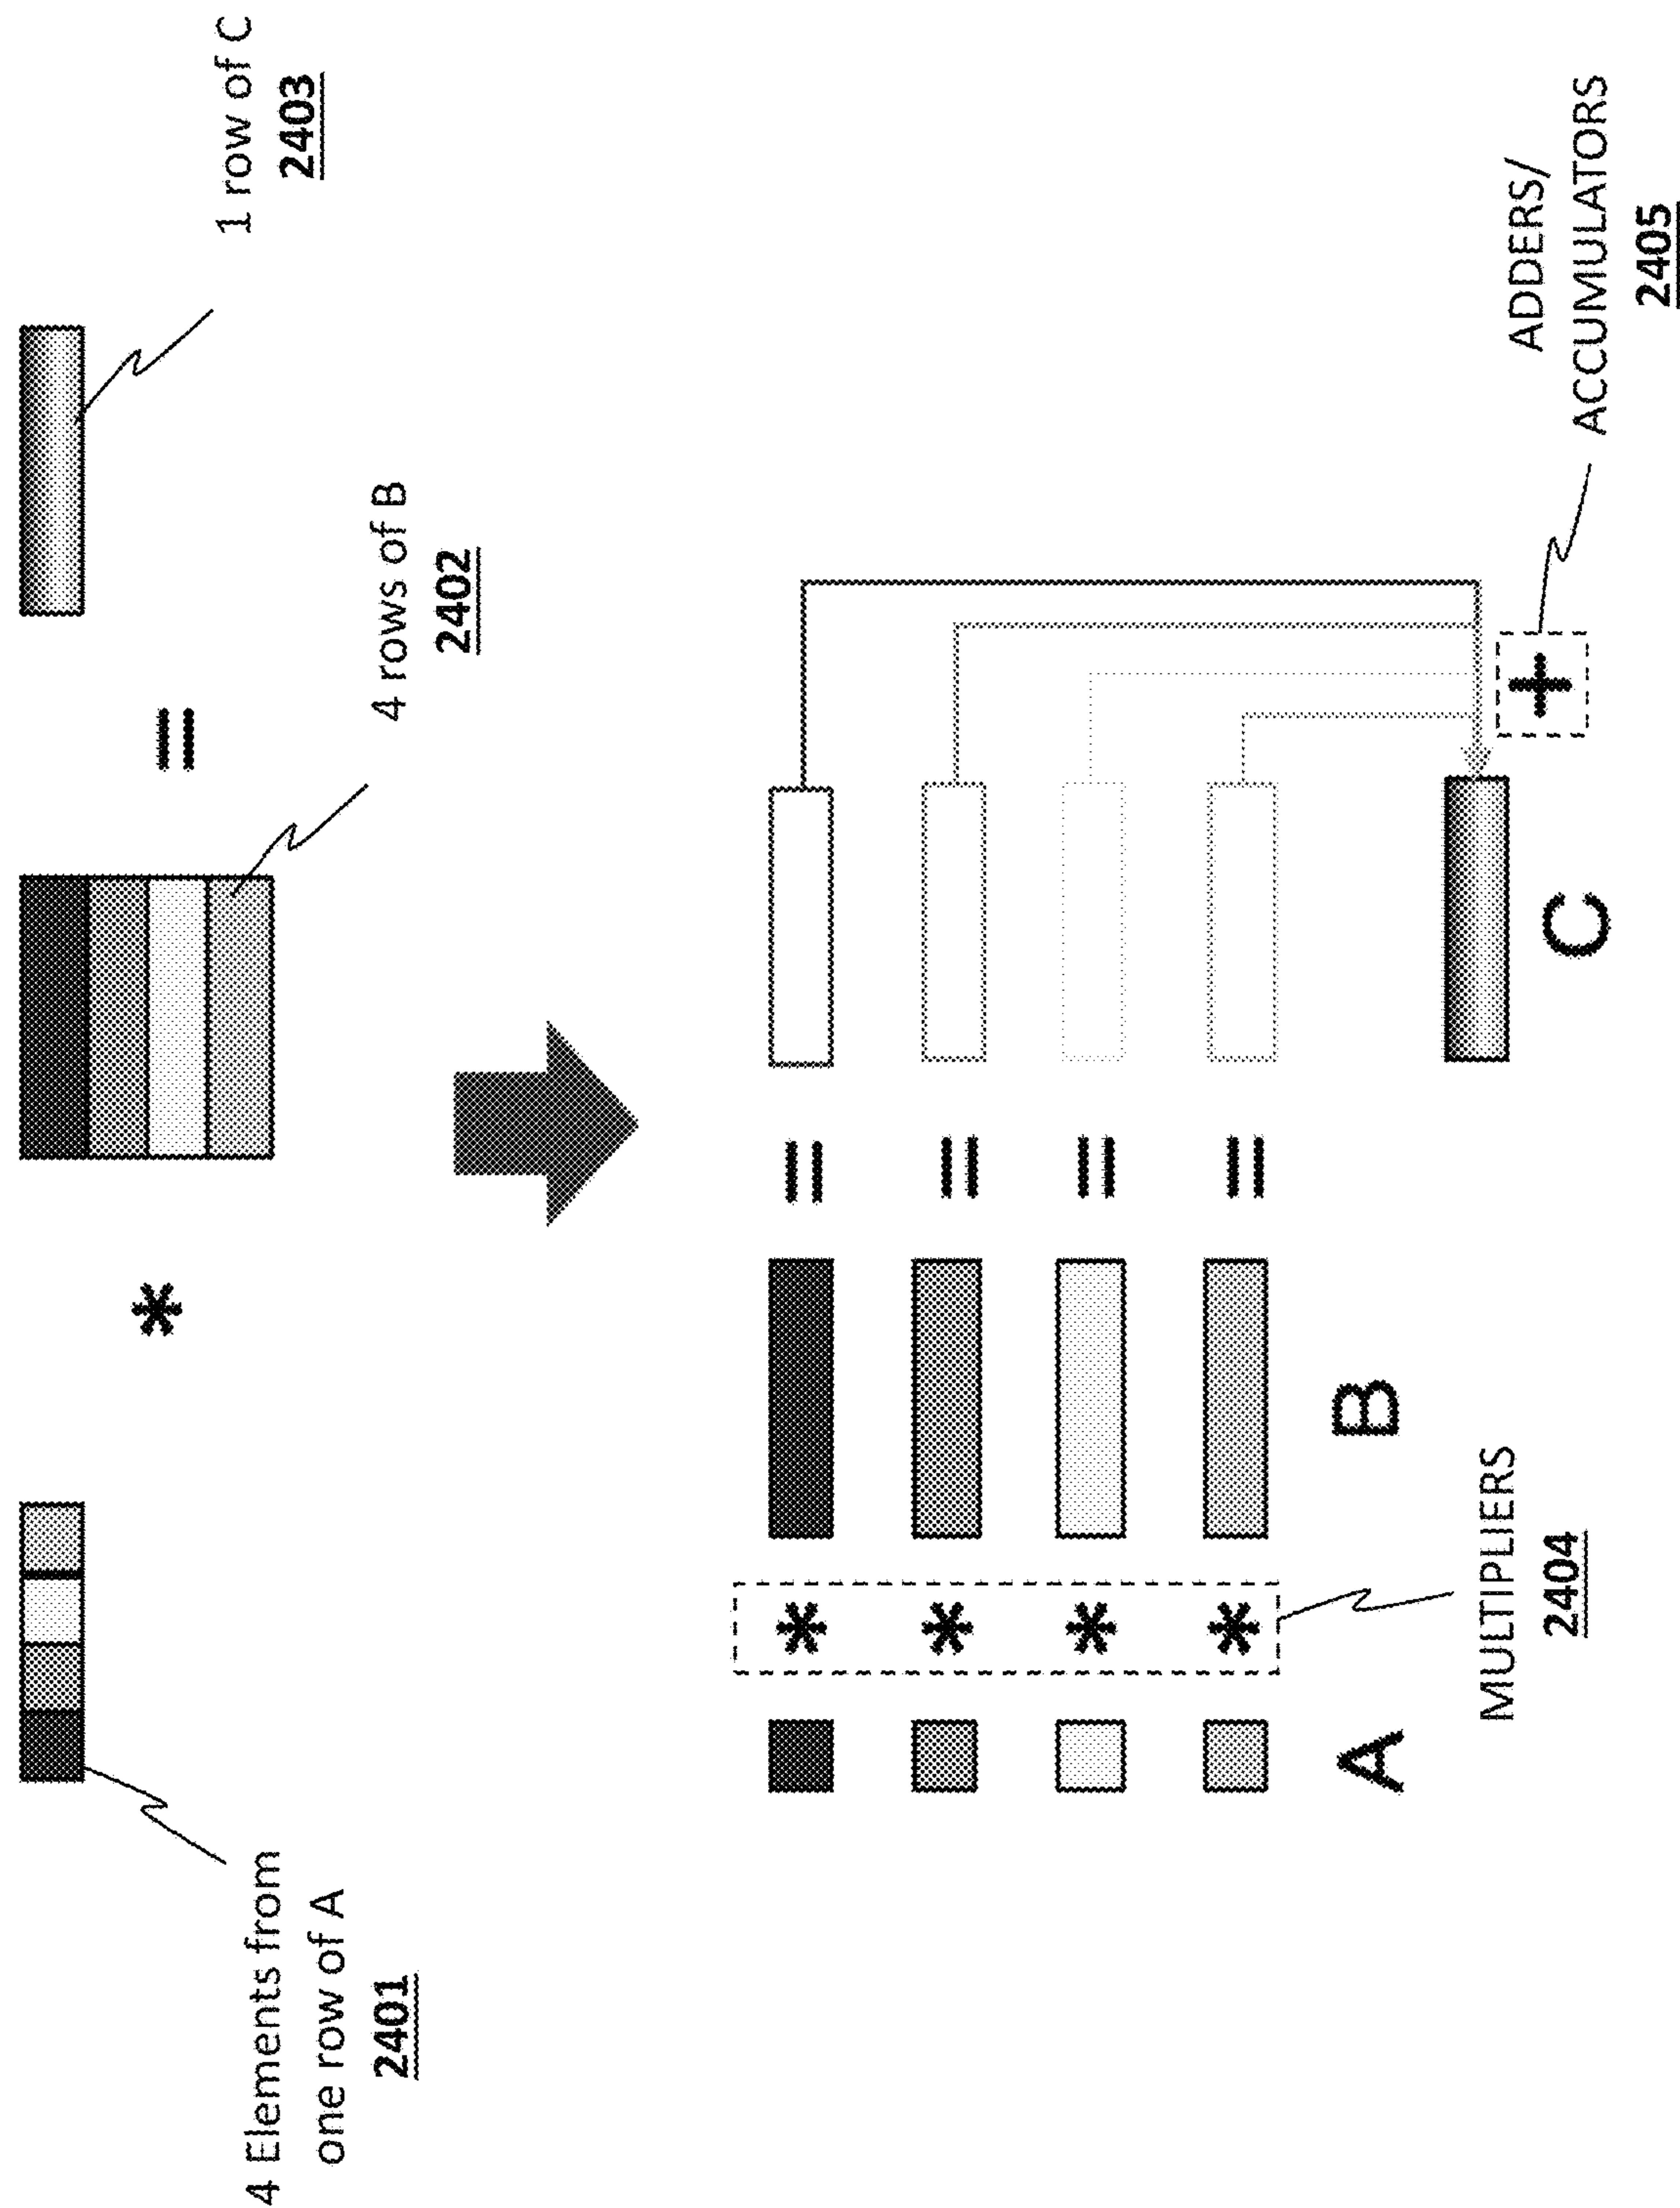 4 Elements from
one row of A
2401
*
4 rows of B
2402
=
1 row of C
2403
* =
* =
* =
* =
A
B
C
+
MULTIPLIERS
2404
ADDERS/
ACCUMULATORS
2405